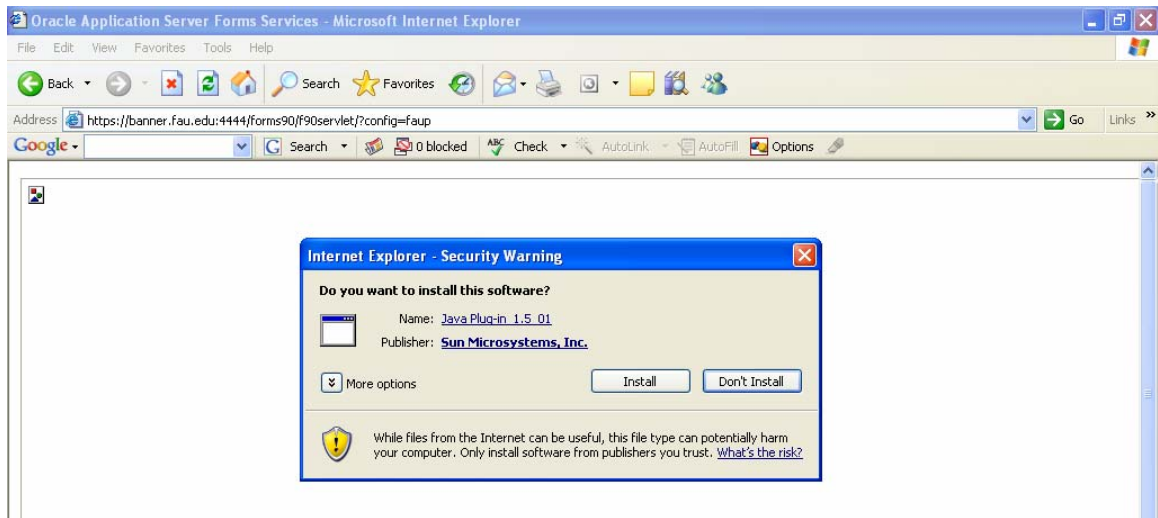 Oracle Application Server Forms Services - Microsoft Internet Explorer
File Edit View Favorites Tools Help
Back Search Favorites
Address https://banner.fau.edu:4444/forms90/f90servlet/?config=faup Go Links »
Google Search 0 blocked ABC Check AutoLink AutoFill Options
Internet Explorer - Security Warning
Do you want to install this software?
Name: Java Plug-in 1.5 01
Publisher: Sun Microsystems, Inc.
More options Install Don't Install
While files from the Internet can be useful, this file type can potentially harm
your computer. Only install software from publishers you trust. What's the risk?